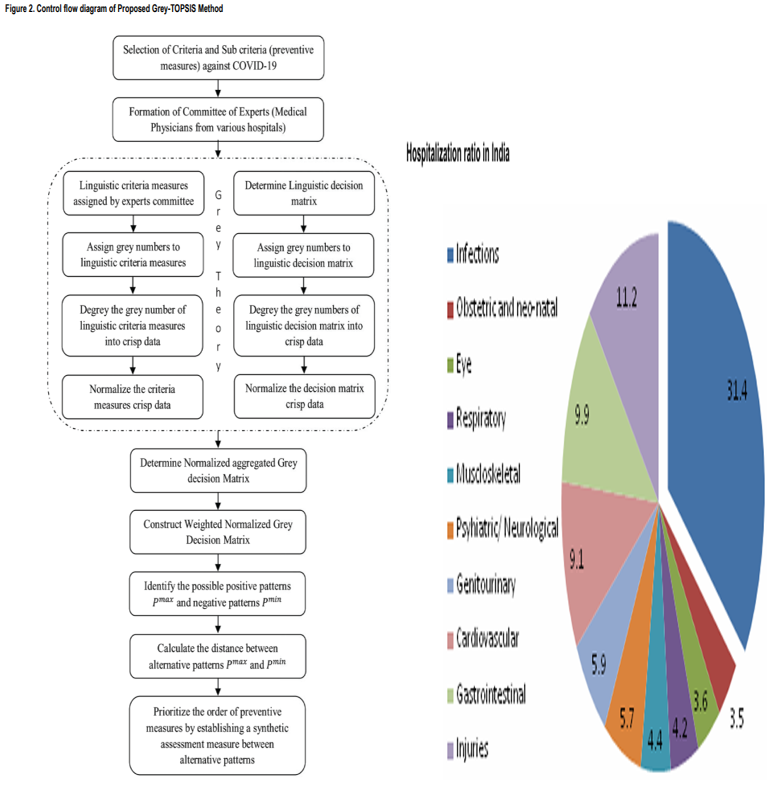 Figure 2. Control flow diagram of Proposed Grey-TOPSIS Method
Selection of Criteria and Sub criteria (preventive
measures) against COVID-19
Formation of Committee of Experts (Medical
Physicians from various hospitals)
Linguistic criteria measures
assigned by experts committee
Assign grey numbers to
linguistic criteria measures
Degrey the grey number of
linguistic criteria measures
into crisp data
Normalize the criteria
measures crisp data
G
r
e
y
T
h
e
o
r
y
Determine Linguistic decision
matrix
Assign grey numbers to
linguistic decision matrix
Degrey the grey numbers of
linguistic decision matrix into
crisp data
Normalize the decision matrix
crisp data
Determine Normalized aggregated Grey
decision Matrix
Construct Weighted Normalized Grey
Decision Matrix
Identify the possible positive patterns
P^max and negative patterns P^min
Calculate the distance between
alternative patterns P^max and P^min
Prioritize the order of preventive
measures by establishing a synthetic
assessment measure between
alternative patterns
Hospitalization ratio in India
Infections
Obstetric and neo-natal
Eye
Respiratory
Muscloskeletal
Psyhiatric/ Neurological
Genitourinary
Cardiovascular
Gastrointestinal
Injuries
31.4
3.5
3.6
4.2
4.4
5.7
5.9
9.1
9.9
11.2